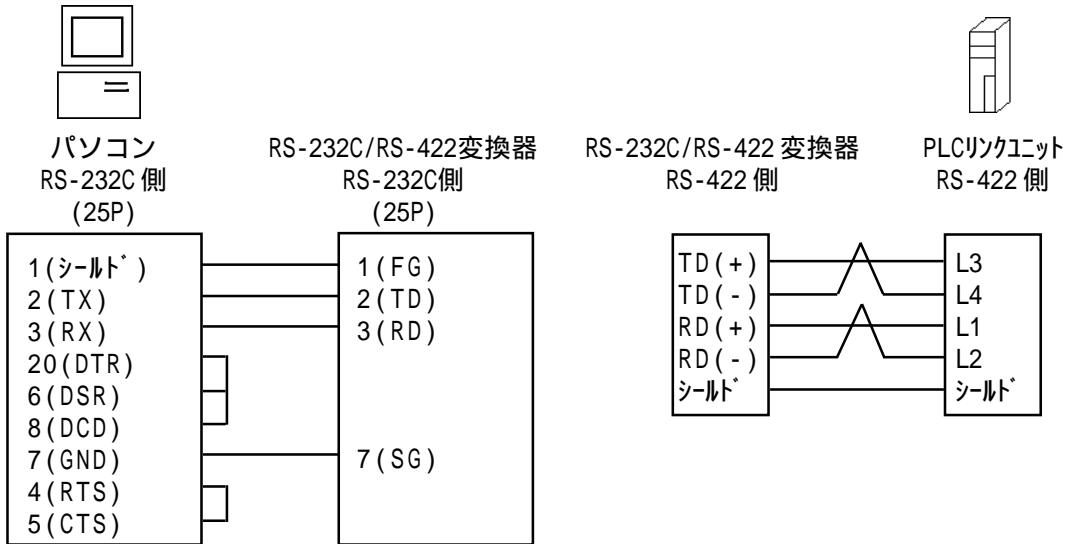 パソコン
RS-232C 側
(25P)
RS-232C/RS-422変換器
RS-232C側
(25P)
RS-232C/RS-422 変換器
RS-422 側
PLCﾘﾝｸﾕﾆｯﾄ
RS-422 側
1(ｼｰﾙﾄﾞ)
2(TX)
3(RX)
20(DTR)
6(DSR)
8(DCD)
7(GND)
4(RTS)
5(CTS)
1(FG)
2(TD)
3(RD)
7(SG)
TD(+)
TD(-)
RD(+)
RD(-)
ｼｰﾙﾄﾞ
L3
L4
L1
L2
ｼｰﾙﾄﾞ